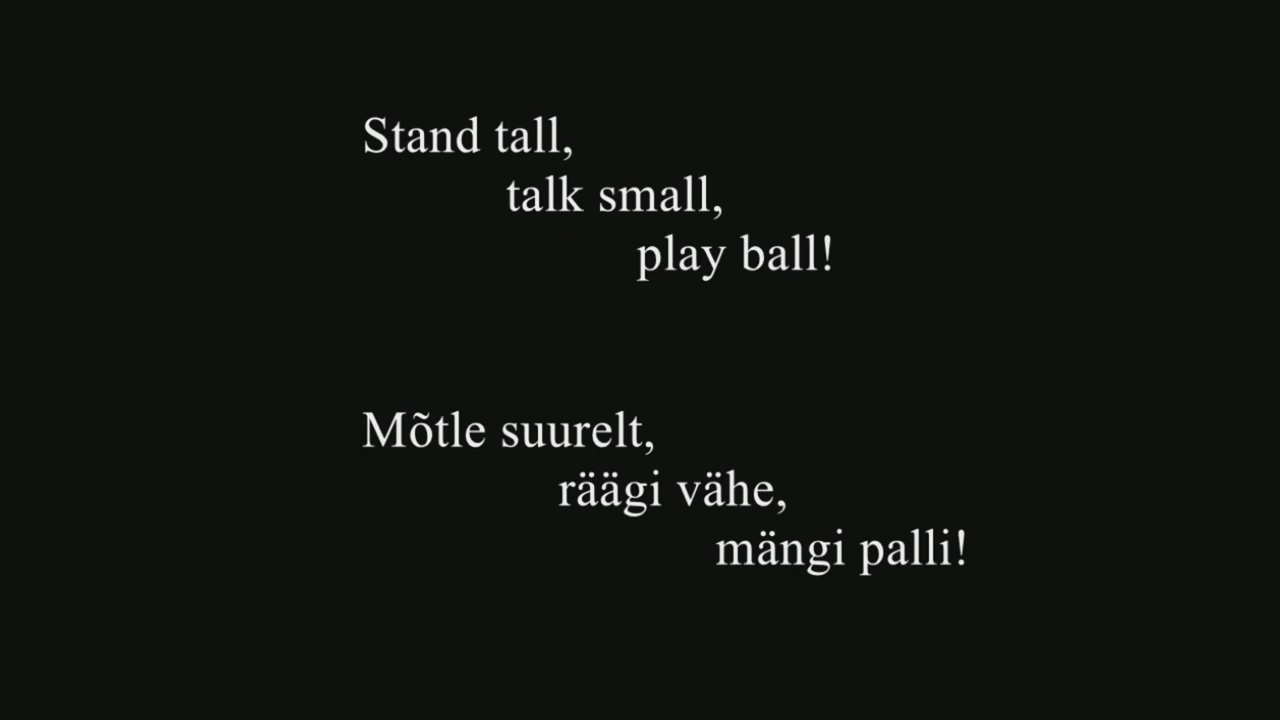 Stand tall,
talk small,
play ball!
Mõtle suurelt,
räägi vähe,
mängi palli!